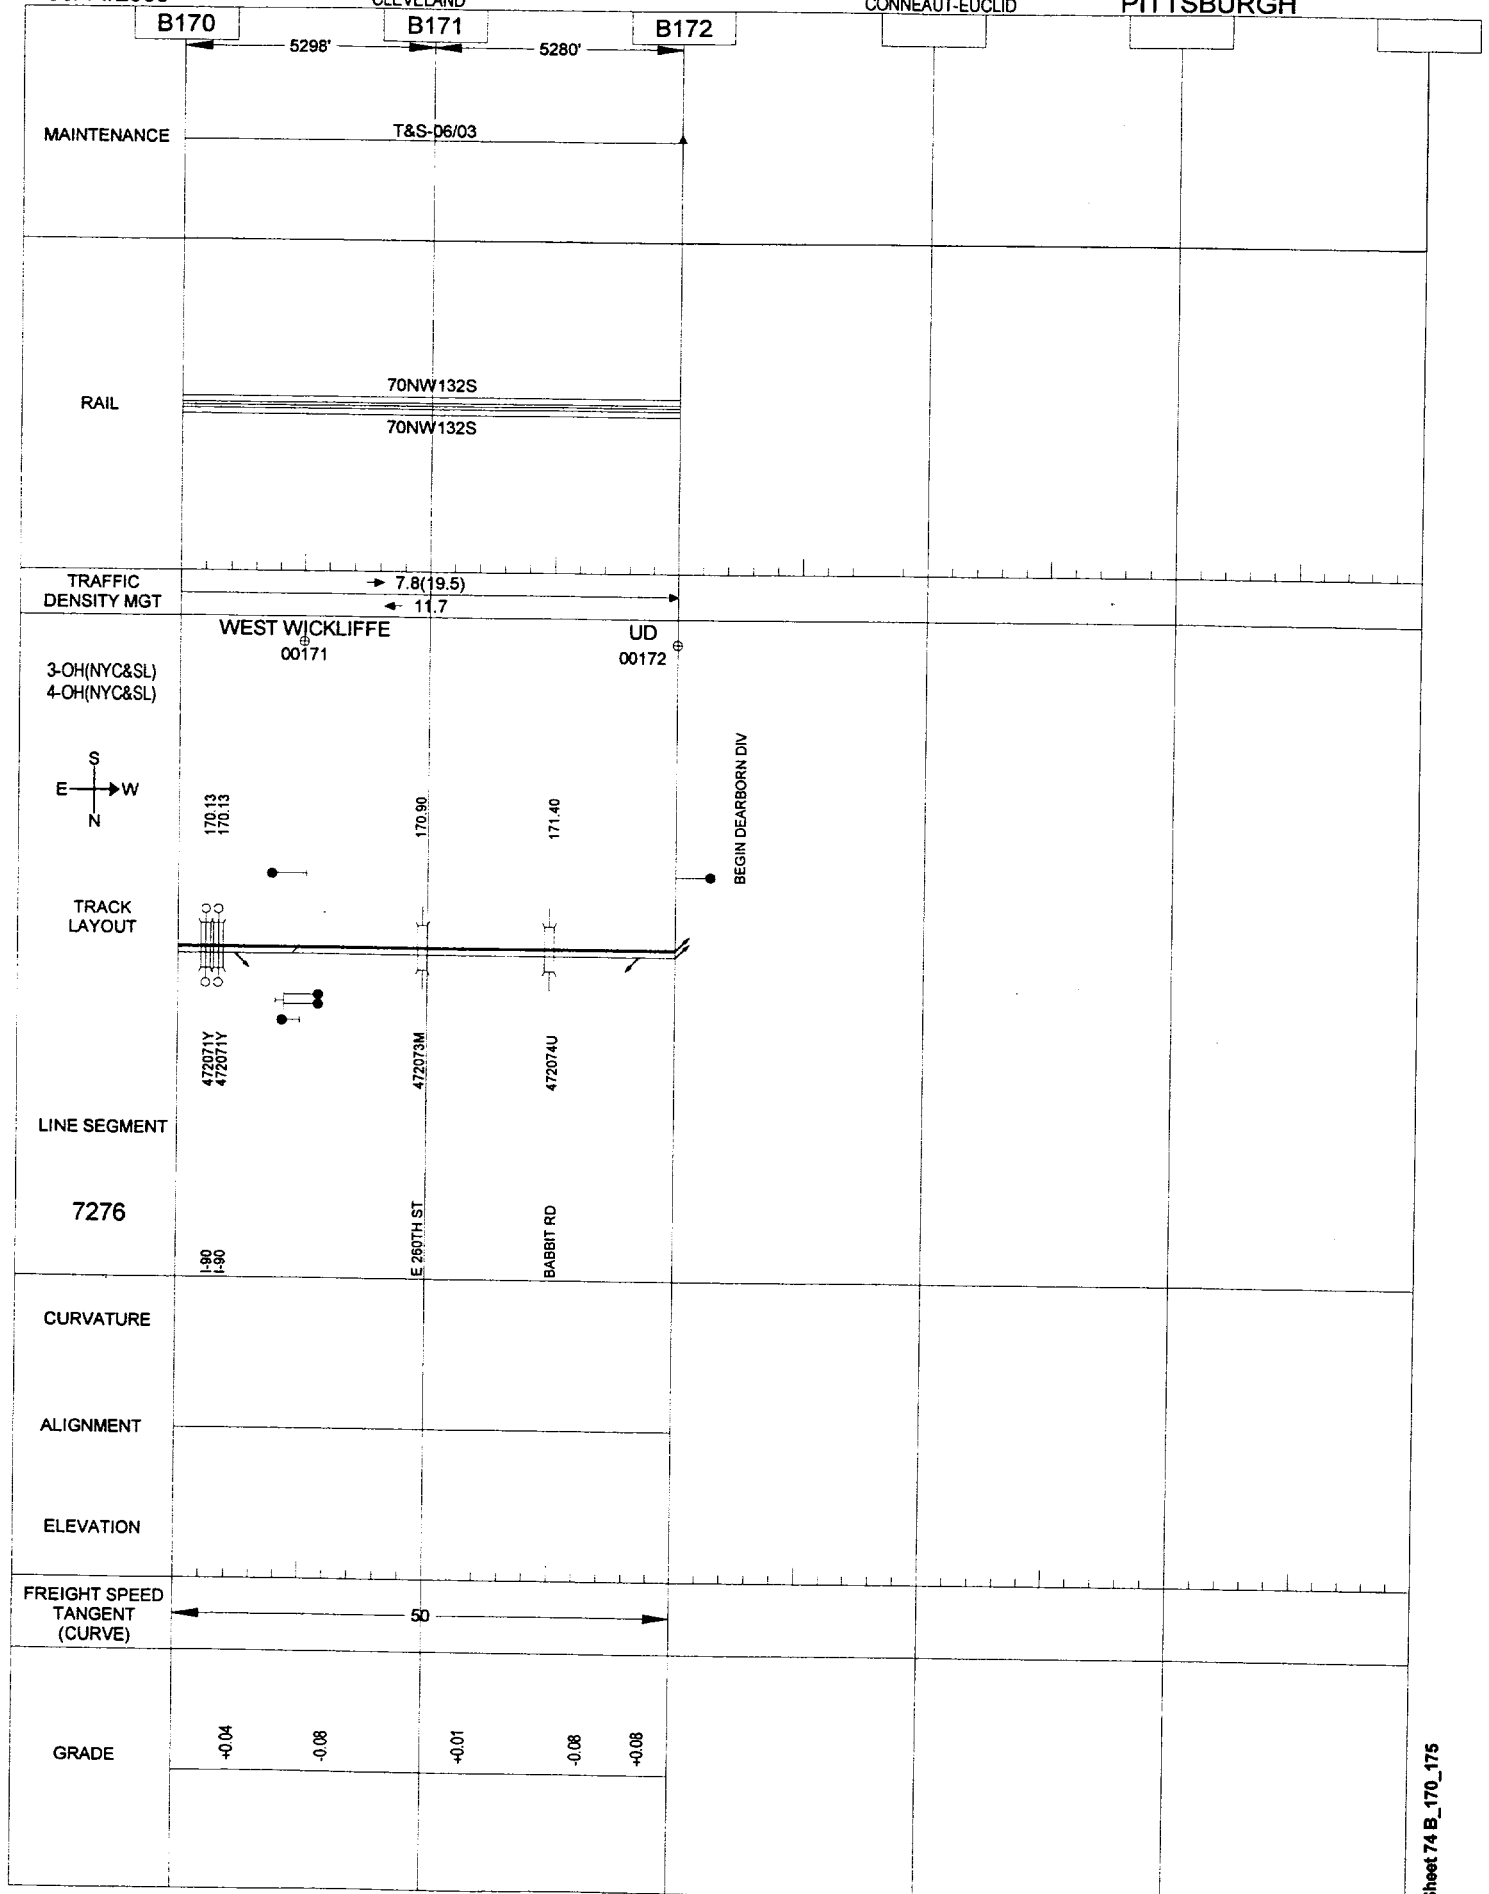 CLEVELAND
CONNEAUT-EUCLID
PITTSBURGH
B170
B171
B172
5298'
5280'
MAINTENANCE
T&S-06/03
RAIL
70NW132S
70NW132S
TRAFFIC
DENSITY MGT
7.8(19.5)
11.7
WEST WICKLIFFE
00171
UD
00172
3-OH(NYC&SL)
4-OH(NYC&SL)
S
E W
N
170.13
170.13
170.90
171.40
BEGIN DEARBORN DIV
TRACK
LAYOUT
472071Y
472071Y
472073M
472074U
LINE SEGMENT
7276
I-90
I-90
E 260TH ST
BABBIT RD
CURVATURE
ALIGNMENT
ELEVATION
FREIGHT SPEED
TANGENT
(CURVE)
50
GRADE
+0.04
-0.08
+0.01
-0.08
+0.08
Sheet 74 B_170_175